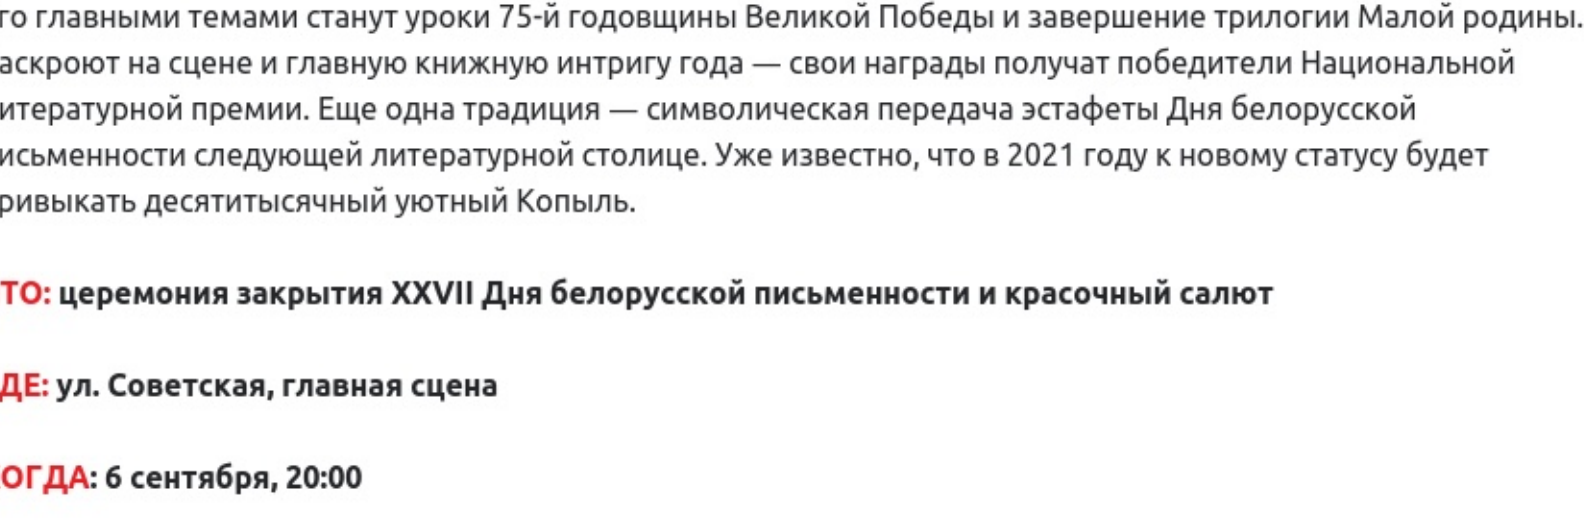 го главными темами станут уроки 75-й годовщины Великой Победы и завершение трилогии Малой родины.
аскроют на сцене и главную книжную интригу года — свои награды получат победители Национальной
итературной премии. Еще одна традиция — символическая передача эстафеты Дня белорусской
исьменности следующей литературной столице. Уже известно, что в 2021 году к новому статусу будет
ривыкать десятитысячный уютный Копыль.
ТО: церемония закрытия XXVII Дня белорусской письменности и красочный салют
ДЕ: ул. Советская, главная сцена
ОГДА: 6 сентября, 20:00